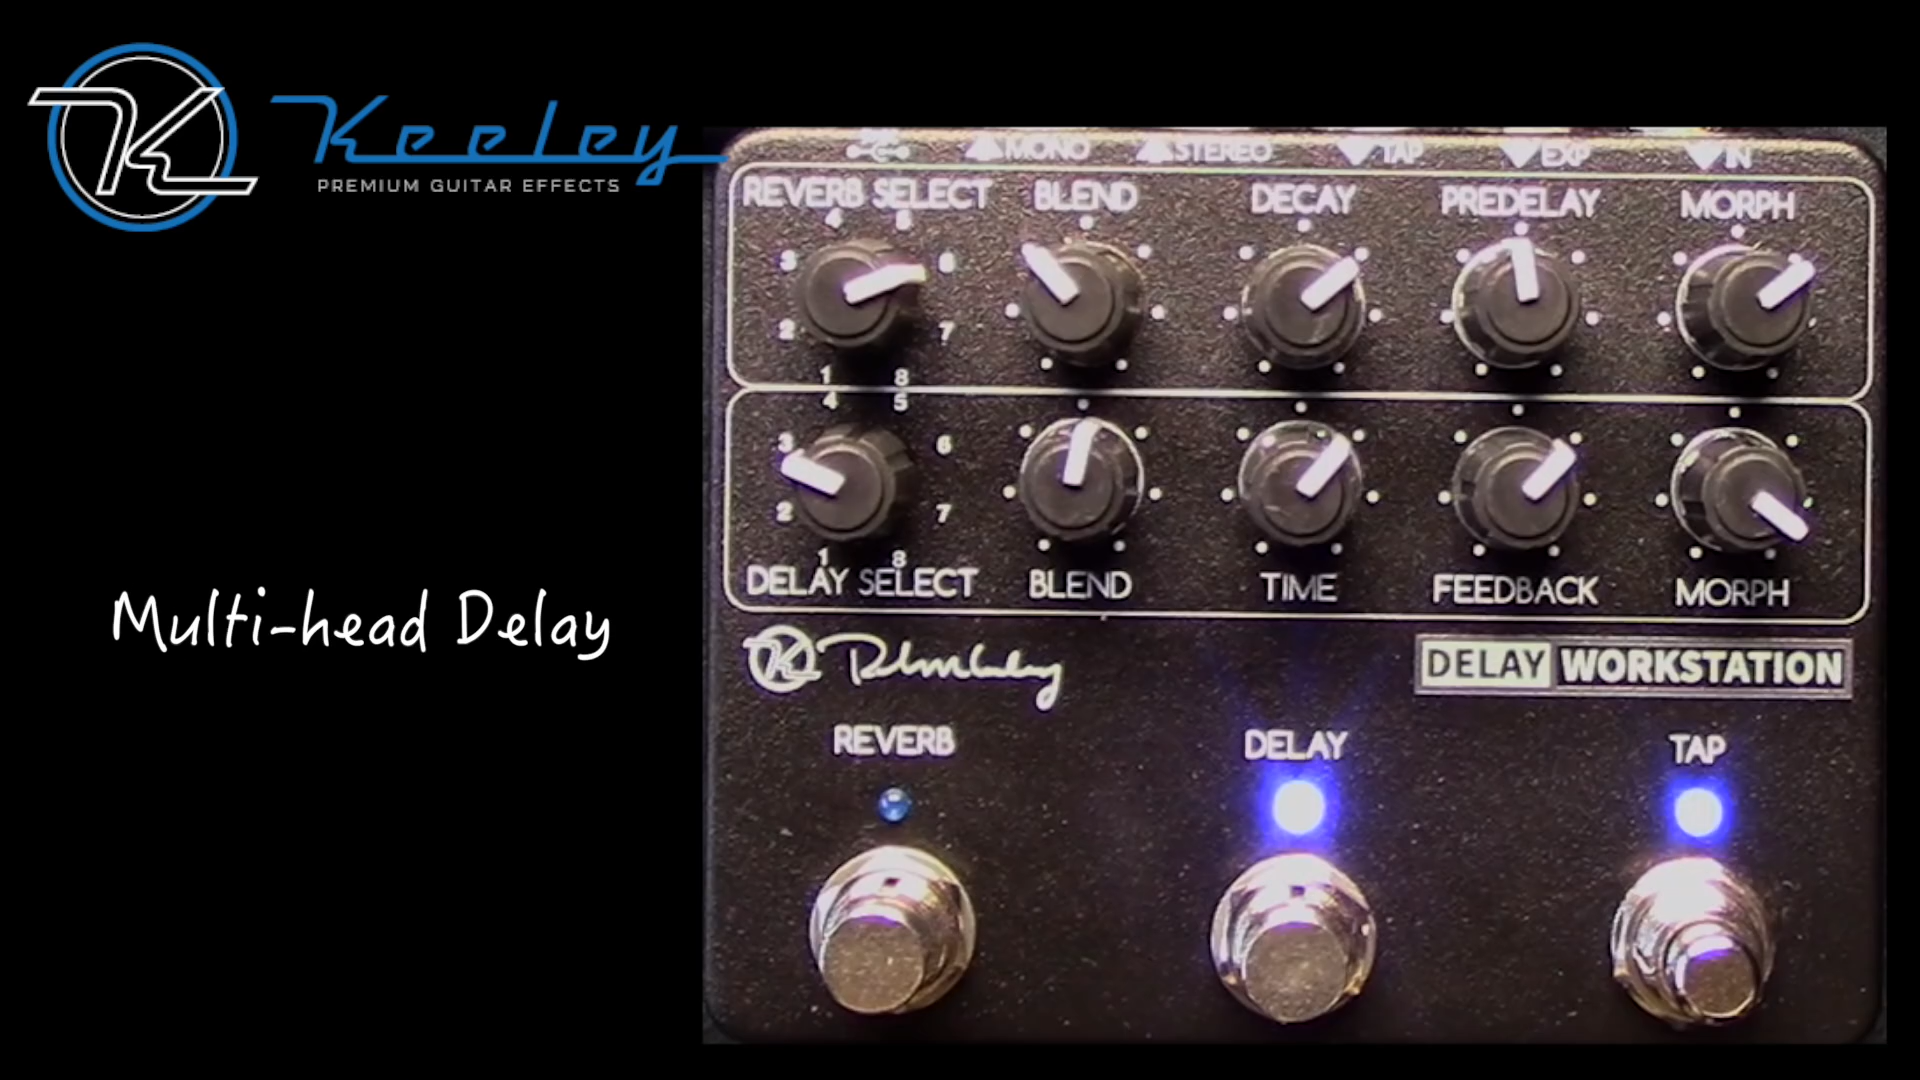 Keeley
PREMIUM GUITAR EFFECTS
Multi-head Delay
MONO STEREO TAP EXP IN
REVERB SELECT BLEND DECAY PREDELAY MORPH
4 5
3 6
2 7
1 8
4 5
3 6
2 7
1 8
DELAY SELECT BLEND TIME FEEDBACK MORPH
DELAY WORKSTATION
REVERB DELAY TAP